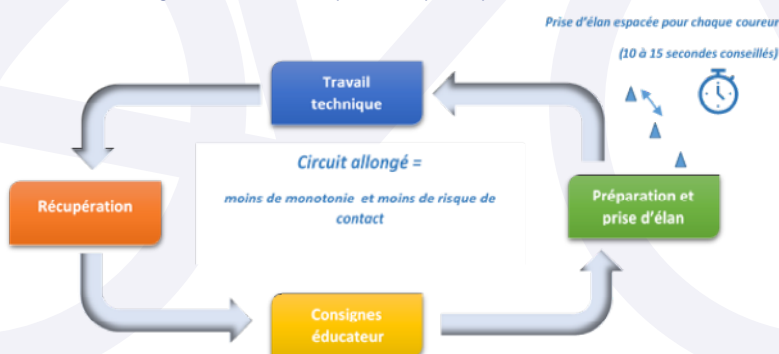 Prise d'élan espacée pour chaque coureur
(10 à 15 secondes conseillés)
Travail
technique
Circuit allongé =
moins de monotonie et moins de risque de
contact
Récupération
Préparation et
prise d'élan
Consignes
éducateur